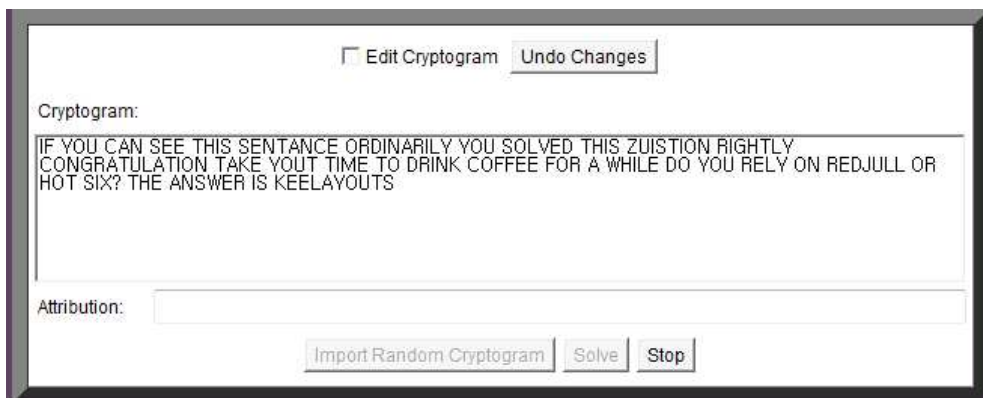 Edit Cryptogram Undo Changes
Cryptogram:
IF YOU CAN SEE THIS SENTANCE ORDINARILY YOU SOLVED THIS ZUISTION RIGHTLY
CONGRATULATION TAKE YOUT TIME TO DRINK COFFEE FOR A WHILE DO YOU RELY ON REDJULL OR
HOT SIX? THE ANSWER IS KEELAYOUTS
Attribution:
Import Random Cryptogram Solve Stop